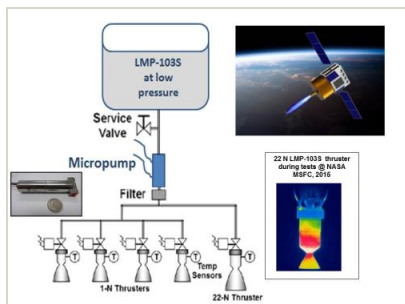 LMP-103S
at low
pressure
Service
Valve
Micropump
Filter
T
T
T
T
T
Temp
Sensors
1-N Thrusters
22-N Thruster
22 N LMP-103S thruster
during tests @ NASA
MSFC, 2015